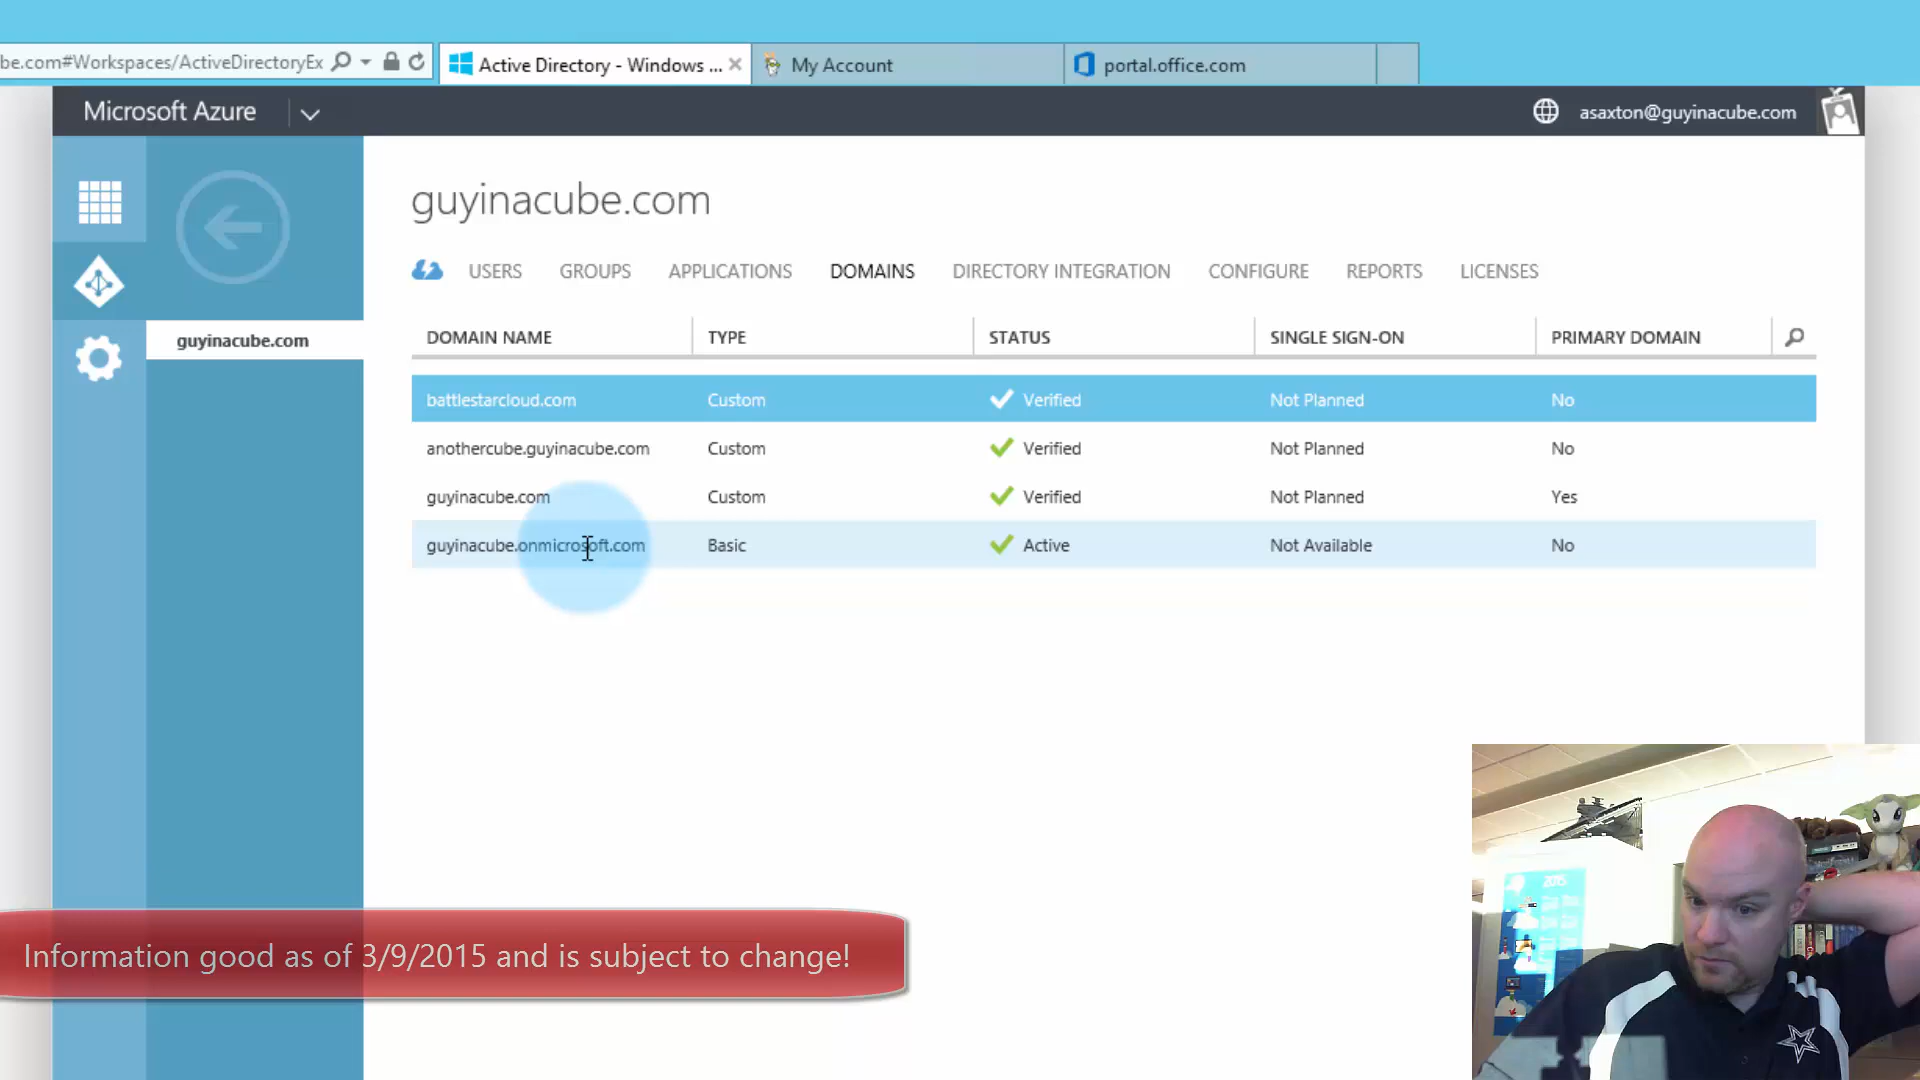 be.com#Workspaces/ActiveDirectoryEx
Active Directory - Windows ...
My Account
portal.office.com
Microsoft Azure
asaxton@guyinacube.com
guyinacube.com
guyinacube.com
USERS GROUPS APPLICATIONS DOMAINS DIRECTORY INTEGRATION CONFIGURE REPORTS LICENSES
DOMAIN NAME TYPE STATUS SINGLE SIGN-ON PRIMARY DOMAIN
battlestarcloud.com Custom Verified Not Planned No
anothercube.guyinacube.com Custom Verified Not Planned No
guyinacube.com Custom Verified Not Planned Yes
guyinacube.onmicrosoft.com Basic Active Not Available No
Information good as of 3/9/2015 and is subject to change!
2015